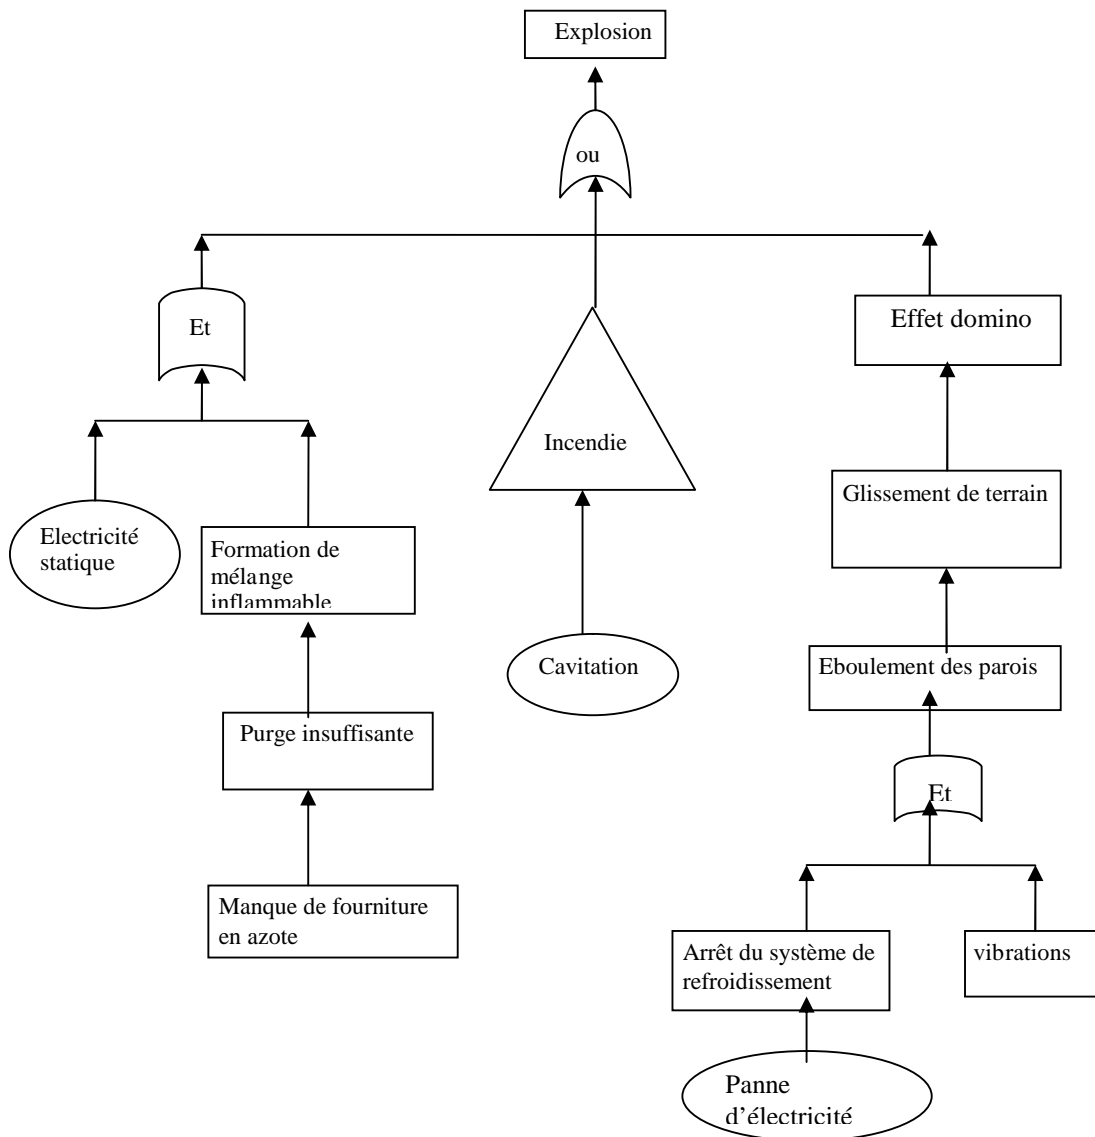 Explosion
ou
Et
Effet domino
Incendie
Glissement de terrain
Electricité
statique
Formation de
mélange
inflammable
Cavitation
Eboulement des parois
Purge insuffisante
Et
Manque de fourniture
en azote
Arrêt du système de
refroidissement
vibrations
Panne
d’électricité